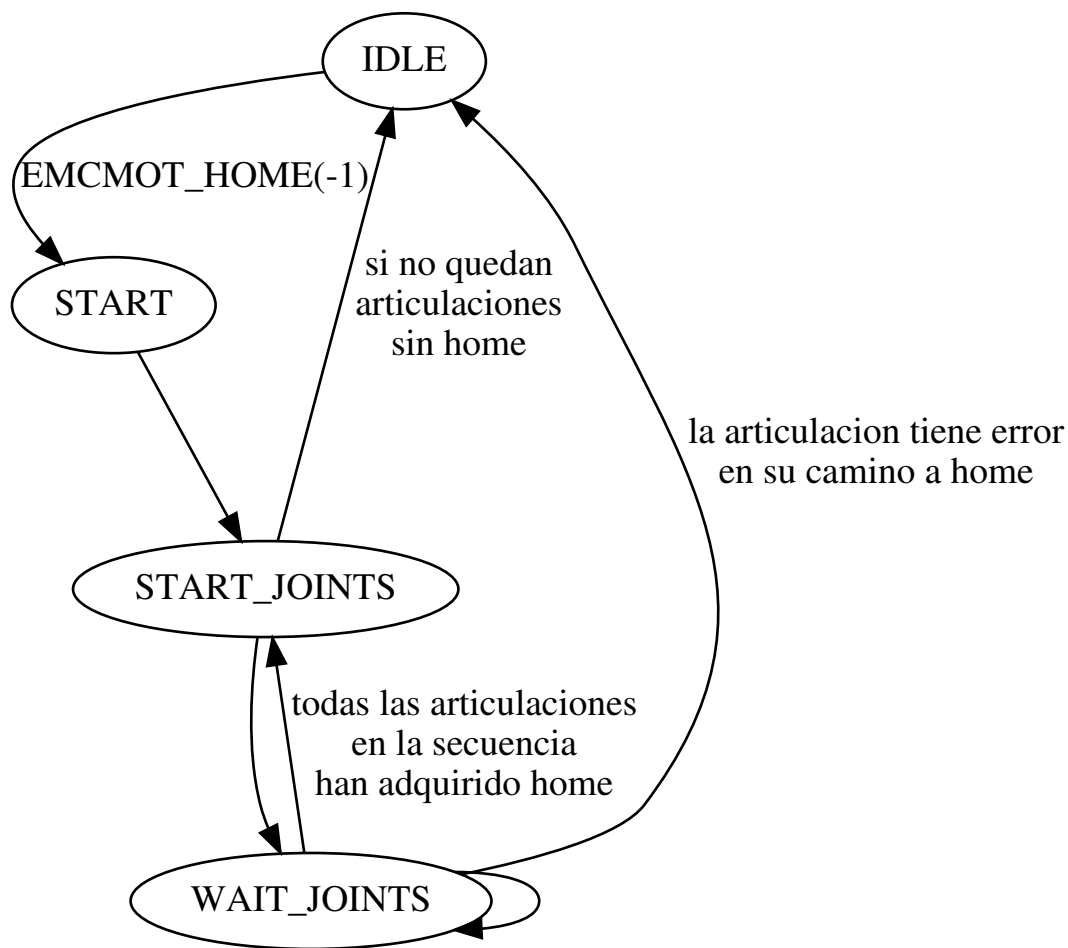 IDLE
EMCMOT_HOME(-1)
START
si no quedan
articulaciones
sin home
la articulacion tiene error
en su camino a home
START_JOINTS
todas las articulaciones
en la secuencia
han adquirido home
WAIT_JOINTS